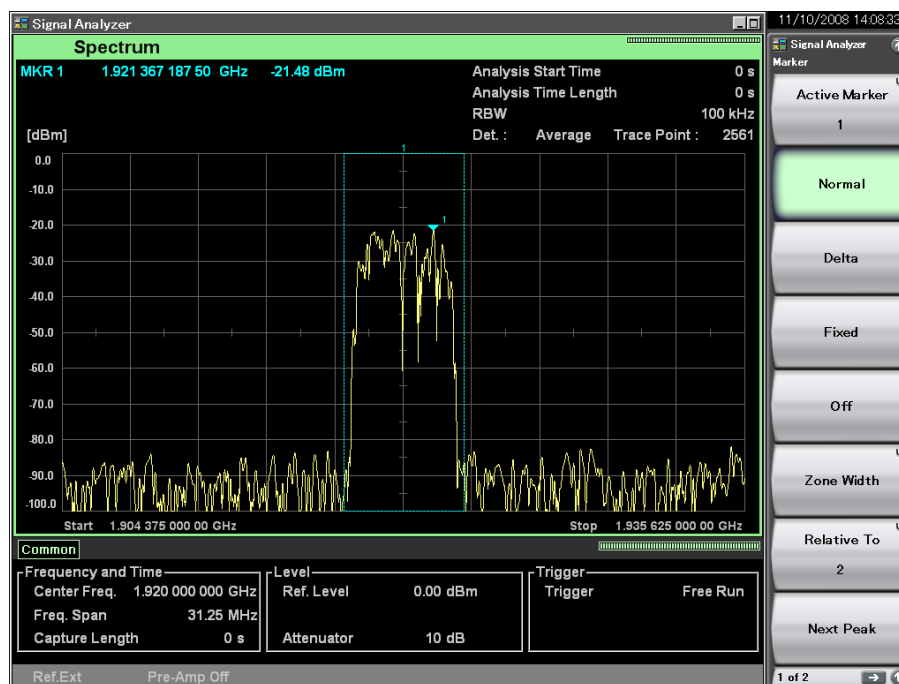 Signal Analyzer
11/10/2008 14:08:33
Spectrum
MKR 1 1.921 367 187 50 GHz -21.48 dBm
Analysis Start Time 0 s
Analysis Time Length 0 s
RBW 100 kHz
Det. : Average Trace Point : 2561
[dBm]
1
1
0.0
-10.0
-20.0
-30.0
-40.0
-50.0
-60.0
-70.0
-80.0
-90.0
-100.0
Start 1.904 375 000 00 GHz
Stop 1.935 625 000 00 GHz
Common
Frequency and Time
Center Freq. 1.920 000 000 GHz
Freq. Span 31.25 MHz
Capture Length 0 s
Level
Ref. Level 0.00 dBm
Attenuator 10 dB
Trigger
Trigger Free Run
Ref.Ext Pre-Amp Off
Signal Analyzer
Marker
Active Marker
1
Normal
Delta
Fixed
Off
Zone Width
Relative To
2
Next Peak
1 of 2